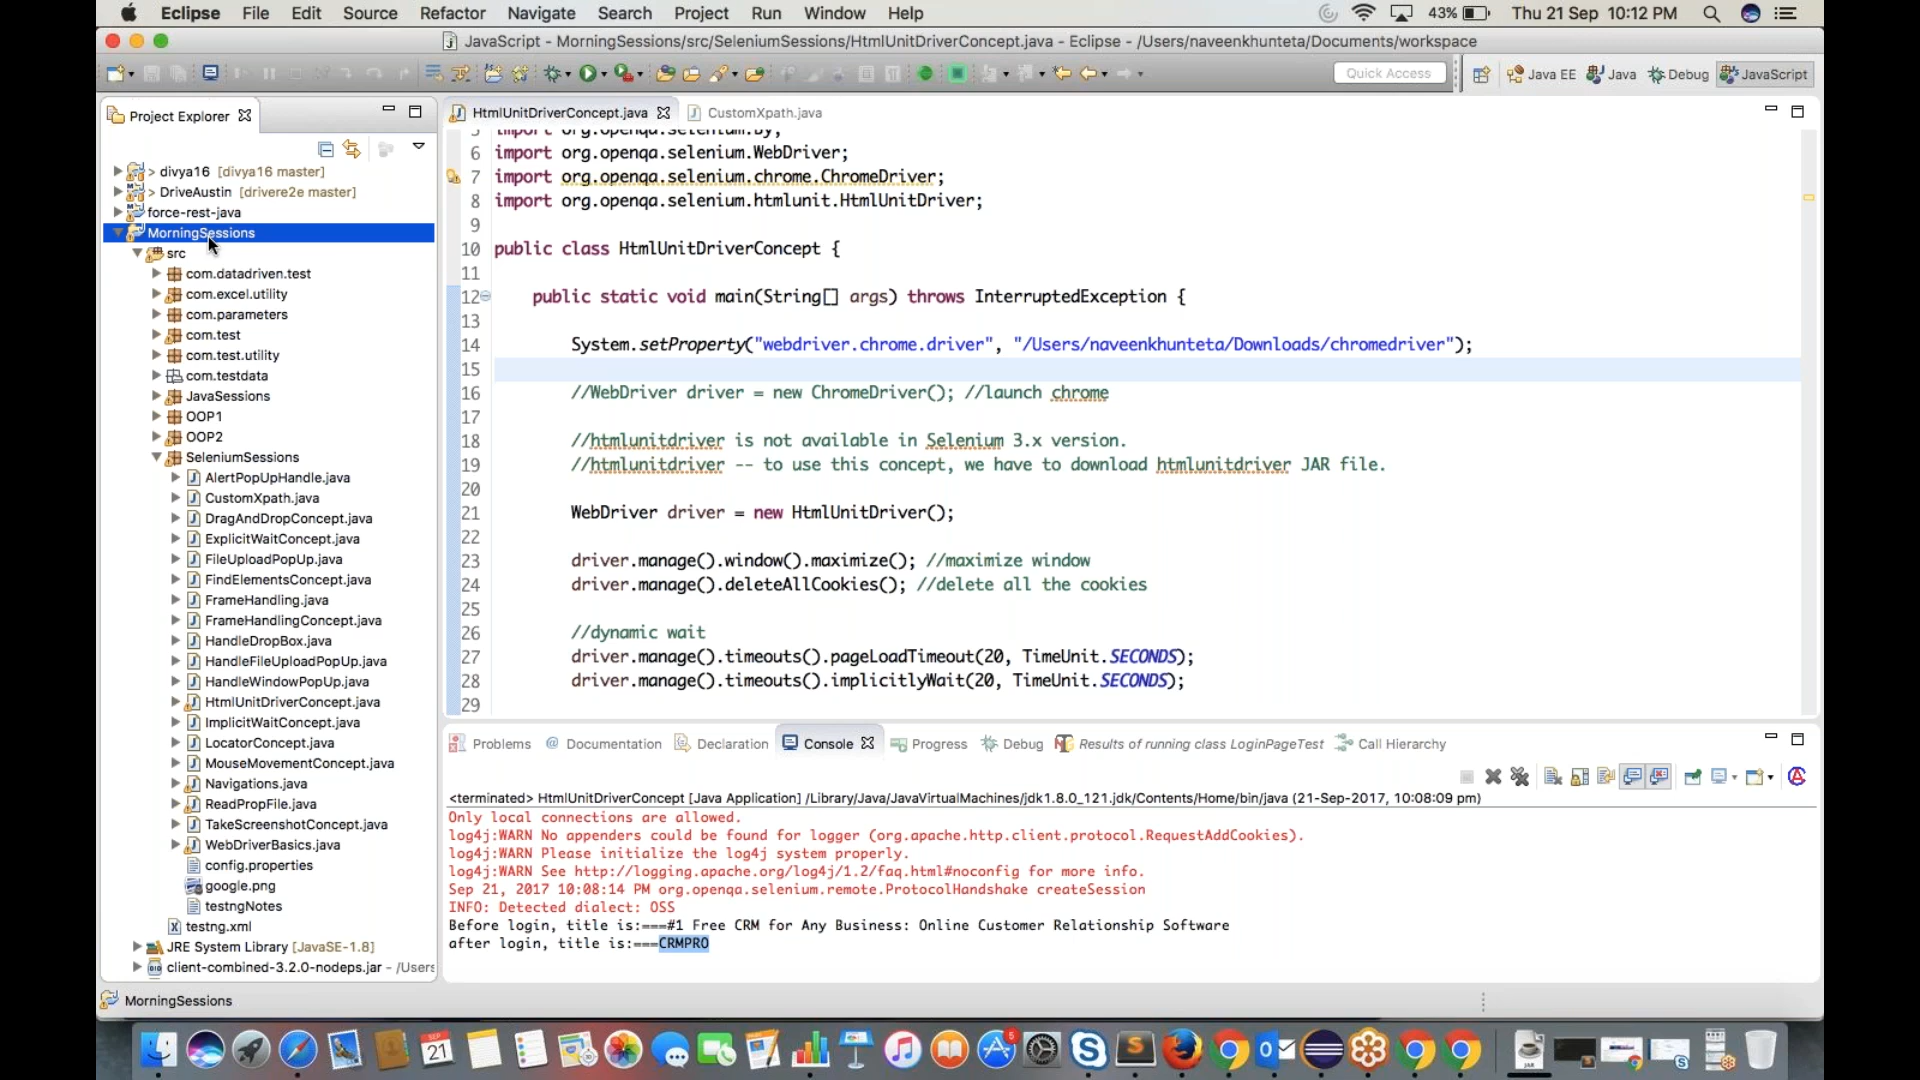 Eclipse File Edit Source Refactor Navigate Search Project Run Window Help 43% Thu 21 Sep 10:12 PM
JavaScript - MorningSessions/src/SeleniumSessions/HtmlUnitDriverConcept.java - Eclipse - /Users/naveenkhunteta/Documents/workspace
Quick Access Java EE Java Debug JavaScript
Project Explorer
> divya16 [divya16 master]
> DriveAustin [drivere2e master]
force-rest-java
MorningSessions
src
com.datadriven.test
com.excel.utility
com.parameters
com.test
com.test.utility
com.testdata
JavaSessions
OOP1
OOP2
SeleniumSessions
AlertPopUpHandle.java
CustomXpath.java
DragAndDropConcept.java
ExplicitWaitConcept.java
FileUploadPopUp.java
FindElementsConcept.java
FrameHandling.java
FrameHandlingConcept.java
HandleDropBox.java
HandleFileUploadPopUp.java
HandleWindowPopUp.java
HtmlUnitDriverConcept.java
ImplicitWaitConcept.java
LocatorConcept.java
MouseMovementConcept.java
Navigations.java
ReadPropFile.java
TakeScreenshotConcept.java
WebDriverBasics.java
config.properties
google.png
testngNotes
testng.xml
JRE System Library [JavaSE-1.8]
client-combined-3.2.0-nodeps.jar - /Users
HtmlUnitDriverConcept.java CustomXpath.java
5 import org.openqa.selenium.By;
6 import org.openqa.selenium.WebDriver;
7 import org.openqa.selenium.chrome.ChromeDriver;
8 import org.openqa.selenium.htmlunit.HtmlUnitDriver;
9
10 public class HtmlUnitDriverConcept {
11
12 public static void main(String[] args) throws InterruptedException {
13
14 System.setProperty("webdriver.chrome.driver", "/Users/naveenkhunteta/Downloads/chromedriver");
15
16 //WebDriver driver = new ChromeDriver(); //launch chrome
17
18 //htmlunitdriver is not available in Selenium 3.x version.
19 //htmlunitdriver -- to use this concept, we have to download htmlunitdriver JAR file.
20
21 WebDriver driver = new HtmlUnitDriver();
22
23 driver.manage().window().maximize(); //maximize window
24 driver.manage().deleteAllCookies(); //delete all the cookies
25
26 //dynamic wait
27 driver.manage().timeouts().pageLoadTimeout(20, TimeUnit.SECONDS);
28 driver.manage().timeouts().implicitlyWait(20, TimeUnit.SECONDS);
29
Problems @ Documentation Declaration Console Progress Debug Results of running class LoginPageTest Call Hierarchy
<terminated> HtmlUnitDriverConcept [Java Application] /Library/Java/JavaVirtualMachines/jdk1.8.0_121.jdk/Contents/Home/bin/java (21-Sep-2017, 10:08:09 pm)
Only local connections are allowed.
log4j:WARN No appenders could be found for logger (org.apache.http.client.protocol.RequestAddCookies).
log4j:WARN Please initialize the log4j system properly.
log4j:WARN See http://logging.apache.org/log4j/1.2/faq.html#noconfig for more info.
Sep 21, 2017 10:08:14 PM org.openqa.selenium.remote.ProtocolHandshake createSession
INFO: Detected dialect: OSS
Before login, title is:===#1 Free CRM for Any Business: Online Customer Relationship Software
after login, title is:===CRMPRO
MorningSessions
SEP
21
5
JAR